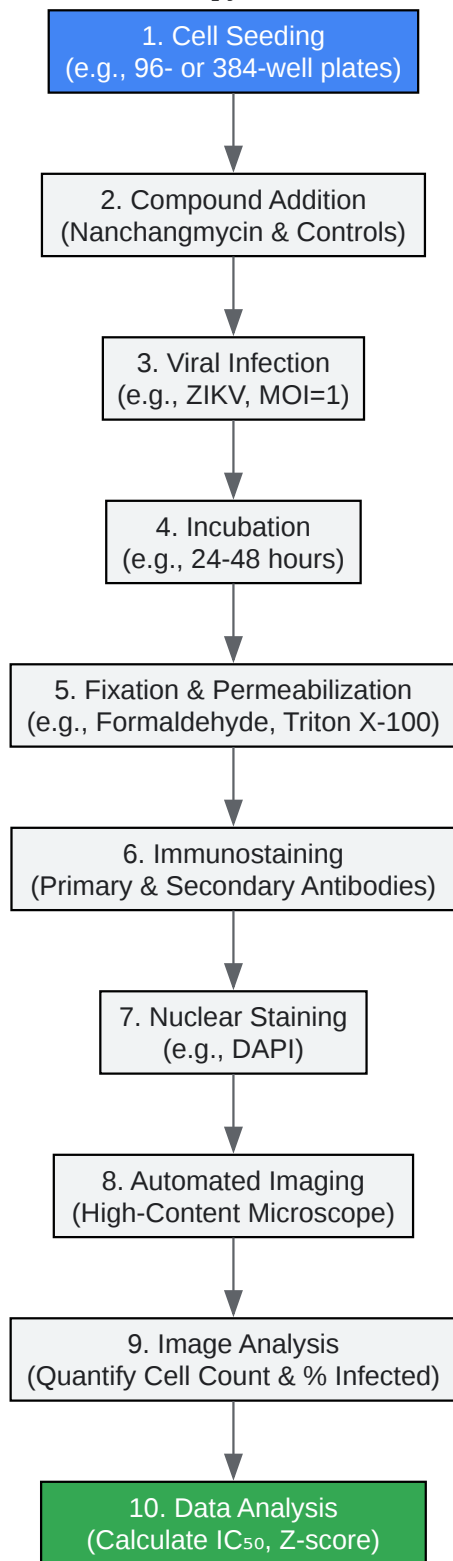 1. Cell Seeding
(e.g., 96- or 384-well plates)
2. Compound Addition
(Nanchangmycin & Controls)
3. Viral Infection
(e.g., ZIKV, MOI=1)
4. Incubation
(e.g., 24-48 hours)
5. Fixation & Permeabilization
(e.g., Formaldehyde, Triton X-100)
6. Immunostaining
(Primary & Secondary Antibodies)
7. Nuclear Staining
(e.g., DAPI)
8. Automated Imaging
(High-Content Microscope)
9. Image Analysis
(Quantify Cell Count & % Infected)
10. Data Analysis
(Calculate IC₅₀, Z-score)